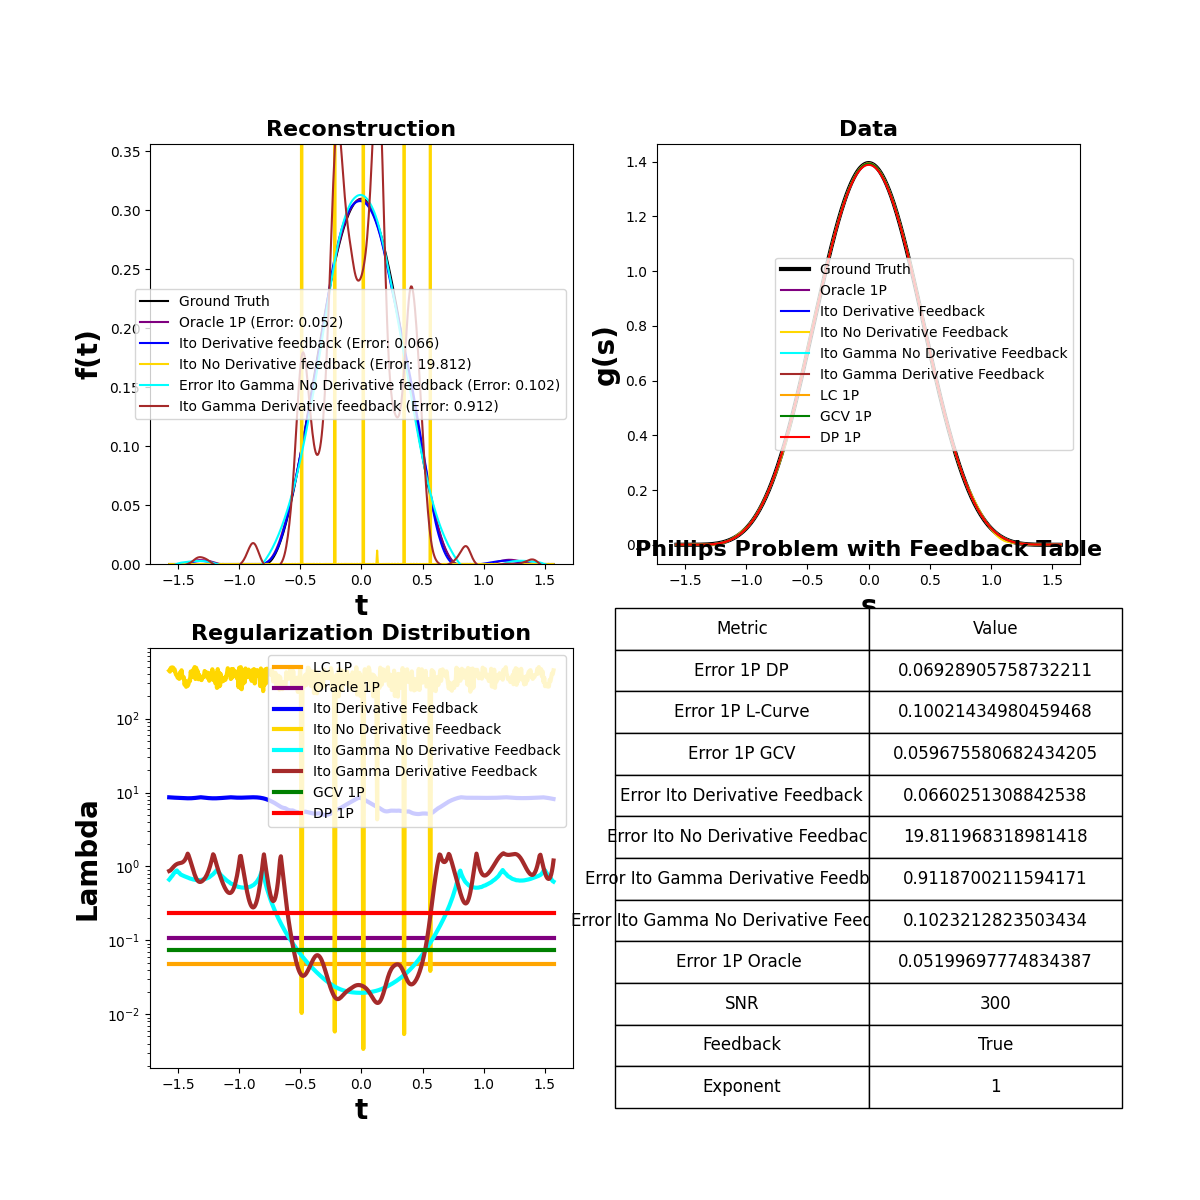 Reconstruction
f(t)
0.35
0.30
0.25
0.20
0.15
0.10
0.05
0.00
Ground Truth
Oracle 1P (Error: 0.052)
Ito Derivative feedback (Error: 0.066)
Ito No Derivative feedback (Error: 19.812)
Error Ito Gamma No Derivative feedback (Error: 0.102)
Ito Gamma Derivative feedback (Error: 0.912)
−1.5 −1.0 −0.5 0.0 0.5 1.0 1.5
t
Data
g(s)
1.4
1.2
1.0
0.8
0.6
0.4
0.2
Ground Truth
Oracle 1P
Ito Derivative Feedback
Ito No Derivative Feedback
Ito Gamma No Derivative Feedback
Ito Gamma Derivative Feedback
LC 1P
GCV 1P
DP 1P
−1.5 −1.0 −0.5 0.0 0.5 1.0 1.5
s
Regularization Distribution
Lambda
10²
10¹
10⁰
10⁻¹
10⁻²
LC 1P
Oracle 1P
Ito Derivative Feedback
Ito No Derivative Feedback
Ito Gamma No Derivative Feedback
Ito Gamma Derivative Feedback
GCV 1P
DP 1P
−1.5 −1.0 −0.5 0.0 0.5 1.0 1.5
t
Phillips Problem with Feedback Table
Metric Value
Error 1P DP 0.06928905758732211
Error 1P L-Curve 0.10021434980459468
Error 1P GCV 0.059675580682434205
Error Ito Derivative Feedback 0.0660251308842538
Error Ito No Derivative Feedbac 19.811968318981418
Error Ito Gamma Derivative Feedb 0.9118700211594171
Error Ito Gamma No Derivative Feed 0.1023212823503434
Error 1P Oracle 0.05199697774834387
SNR 300
Feedback True
Exponent 1